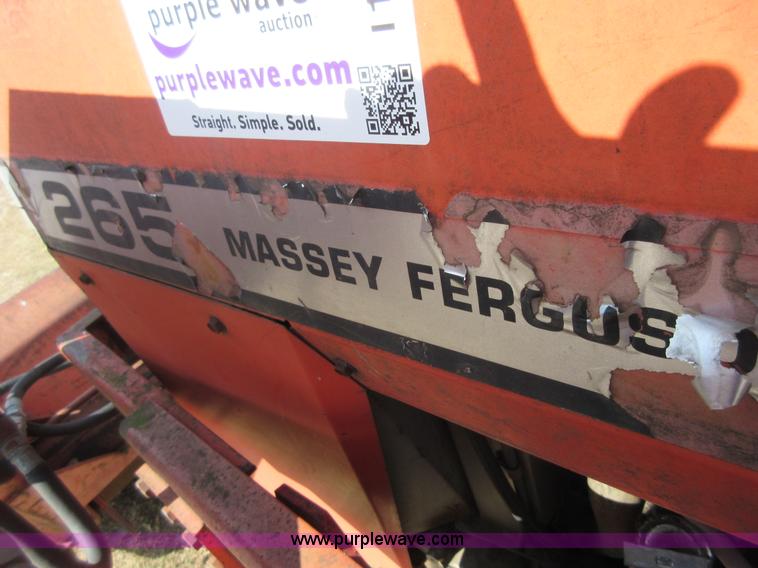 purple wave
auction
purplewave.com
Straight. Simple. Sold.
265 MASSEY FERGUS
www.purplewave.com